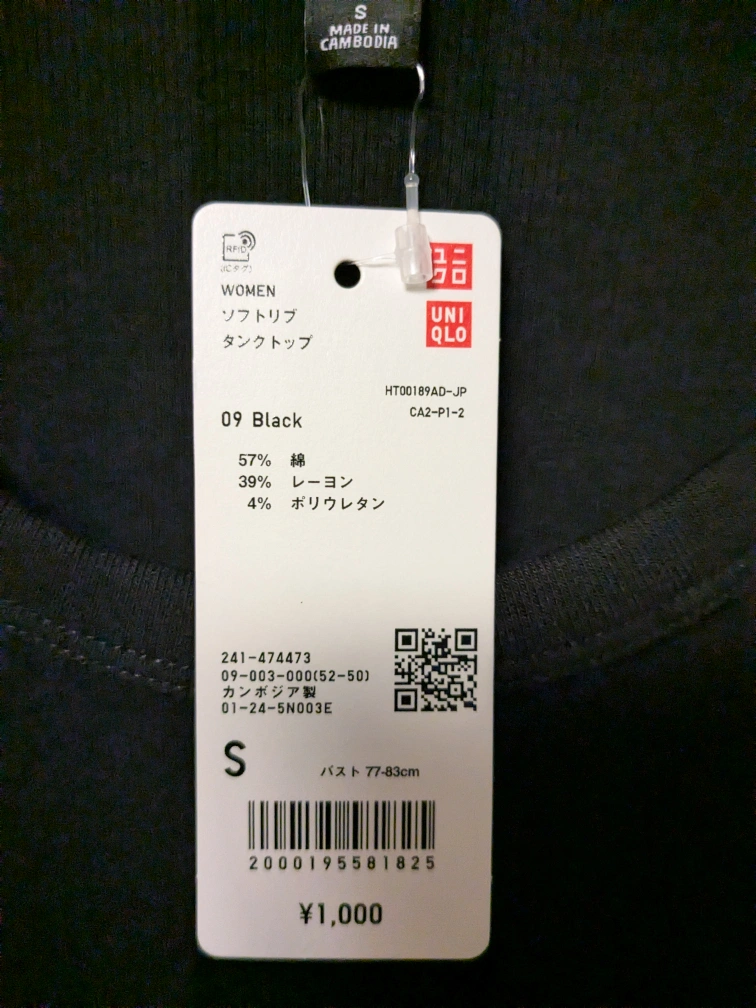 S
MADE IN
CAMBODIA
RFID
(ICタグ)
ユニ
クロ
WOMEN
ソフトリブ
タンクトップ
UNI
QLO
HT00189AD-JP
CA2-P1-2
09 Black
57% 綿
39% レーヨン
4% ポリウレタン
241-474473
09-003-000(52-50)
カンボジア製
01-24-5N003E
S
バスト 77-83cm
2000195581825
¥1,000